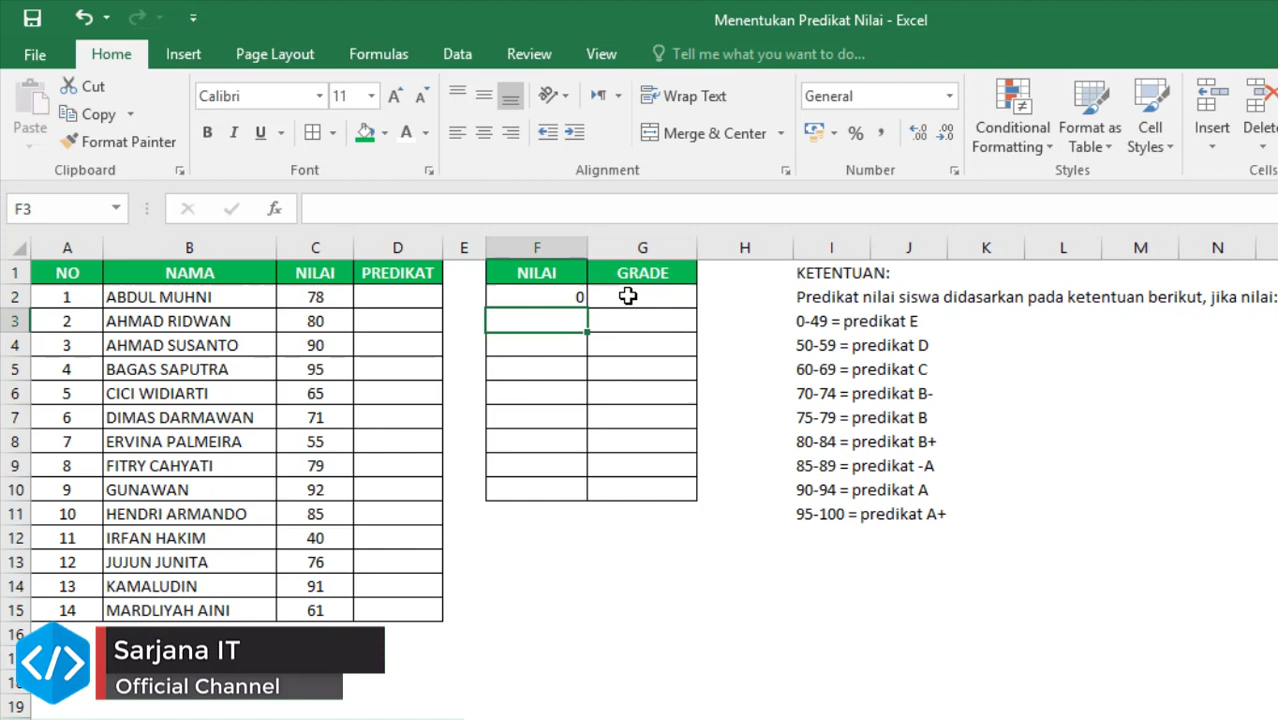 Menentukan Predikat Nilai - Excel
File Home Insert Page Layout Formulas Data Review View Tell me what you want to do...
Cut
Copy
Format Painter
Paste
Calibri 11
Wrap Text
Merge & Center
General
Conditional Formatting
Format as Table
Cell Styles
Insert
Delete
Clipboard Font Alignment Number Styles Cells
F3 fx
A B C D E F G H I J K L M N
1 NO NAMA NILAI PREDIKAT NILAI GRADE KETENTUAN:
2 1 ABDUL MUHNI 78 0 Predikat nilai siswa didasarkan pada ketentuan berikut, jika nilai:
3 2 AHMAD RIDWAN 80 0-49 = predikat E
4 3 AHMAD SUSANTO 90 50-59 = predikat D
5 4 BAGAS SAPUTRA 95 60-69 = predikat C
6 5 CICI WIDIARTI 65 70-74 = predikat B-
7 6 DIMAS DARMAWAN 71 75-79 = predikat B
8 7 ERVINA PALMEIRA 55 80-84 = predikat B+
9 8 FITRY CAHYATI 79 85-89 = predikat -A
10 9 GUNAWAN 92 90-94 = predikat A
11 10 HENDRI ARMANDO 85 95-100 = predikat A+
12 11 IRFAN HAKIM 40
13 12 JUJUN JUNITA 76
14 13 KAMALUDIN 91
15 14 MARDLIYAH AINI 61
16
Sarjana IT
Official Channel
19